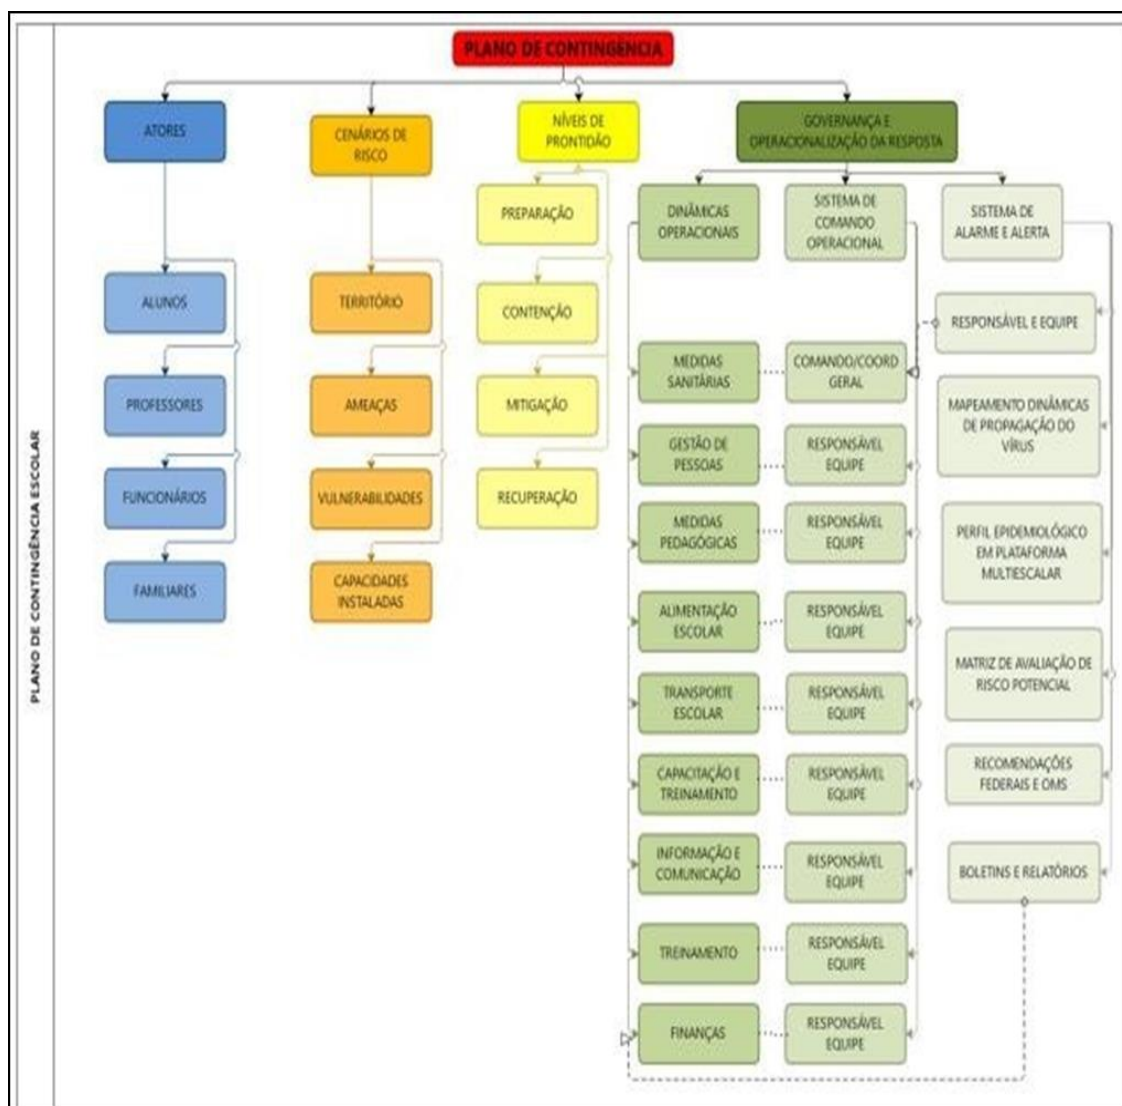 PLANO DE CONTINGÊNCIA ESCOLAR
PLANO DE CONTINGÊNCIA
ATORES
ALUNOS
PROFESSORES
FUNCIONÁRIOS
FAMILIARES
CENÁRIOS DE
RISCO
TERRITÓRIO
AMEAÇAS
VULNERABILIDADES
CAPACIDADES
INSTALADAS
NÍVEIS DE
PRONTIDÃO
PREPARAÇÃO
CONTENÇÃO
MITIGAÇÃO
RECUPERAÇÃO
GOVERNANÇA E
OPERACIONALIZAÇÃO DA RESPOSTA
DINÂMICAS
OPERACIONAIS
MEDIDAS
SANITÁRIAS
GESTÃO DE
PESSOAS
MEDIDAS
PEDAGÓGICAS
ALIMENTAÇÃO
ESCOLAR
TRANSPORTE
ESCOLAR
CAPACITAÇÃO E
TREINAMENTO
INFORMAÇÃO E
COMUNICAÇÃO
TREINAMENTO
FINANÇAS
SISTEMA DE
COMANDO
OPERACIONAL
COMANDO/COORD
GERAL
RESPONSÁVEL
EQUIPE
RESPONSÁVEL
EQUIPE
RESPONSÁVEL
EQUIPE
RESPONSÁVEL
EQUIPE
RESPONSÁVEL
EQUIPE
RESPONSÁVEL
EQUIPE
RESPONSÁVEL
EQUIPE
RESPONSÁVEL
EQUIPE
SISTEMA DE
ALARME E ALERTA
RESPONSÁVEL E EQUIPE
MAPEAMENTO DINÂMICAS
DE PROPAGAÇÃO DO
VÍRUS
PERFIL EPIDEMIOLÓGICO
EM PLATAFORMA
MULTIESCALAR
MATRIZ DE AVALIAÇÃO DE
RISCO POTENCIAL
RECOMENDAÇÕES
FEDERAIS E OMS
BOLETINS E RELATÓRIOS